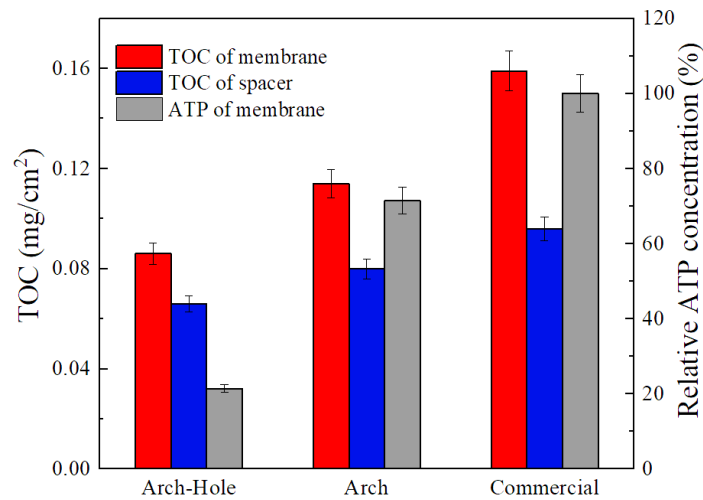 TOC of membrane
TOC of spacer
ATP of membrane
TOC (mg/cm²)
0.16
0.12
0.08
0.04
0.00
Relative ATP concentration (%)
120
100
80
60
40
20
0
Arch-Hole
Arch
Commercial